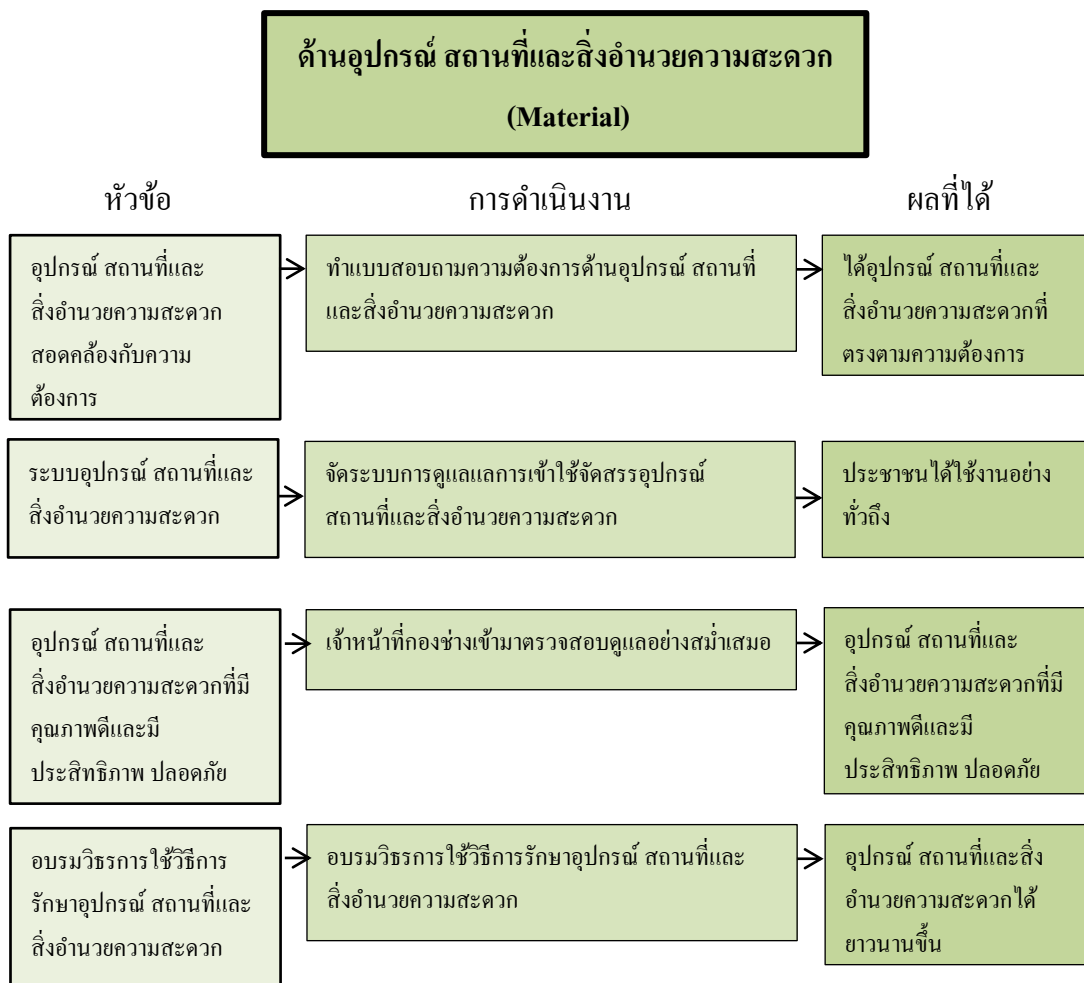 ด้านอุปกรณ์ สถานที่และสิ่งอำนวยความสะดวก
(Material)
หัวข้อ
การดำเนินงาน
ผลที่ได้
อุปกรณ์ สถานที่และ
สิ่งอำนวยความสะดวก
สอดคล้องกับความ
ต้องการ
ทำแบบสอบถามความต้องการด้านอุปกรณ์ สถานที่
และสิ่งอำนวยความสะดวก
ได้อุปกรณ์ สถานที่และ
สิ่งอำนวยความสะดวกที่
ตรงตามความต้องการ
ระบบอุปกรณ์ สถานที่และ
สิ่งอำนวยความสะดวก
จัดระบบการดูแลแลการเข้าใช้จัดสรรอุปกรณ์
สถานที่และสิ่งอำนวยความสะดวก
ประชาชนได้ใช้งานอย่าง
ทั่วถึง
อุปกรณ์ สถานที่และ
สิ่งอำนวยความสะดวกที่มี
คุณภาพดีและมี
ประสิทธิภาพ ปลอดภัย
เจ้าหน้าที่กองช่างเข้ามาตรวจสอบดูแลอย่างสม่ำเสมอ
อุปกรณ์ สถานที่และ
สิ่งอำนวยความสะดวกที่มี
คุณภาพดีและมี
ประสิทธิภาพ ปลอดภัย
อบรมวิธรการใช้วิธีการ
รักษาอุปกรณ์ สถานที่และ
สิ่งอำนวยความสะดวก
อบรมวิธรการใช้วิธีการรักษาอุปกรณ์ สถานที่และ
สิ่งอำนวยความสะดวก
อุปกรณ์ สถานที่และสิ่ง
อำนวยความสะดวกได้
ยาวนานขึ้น